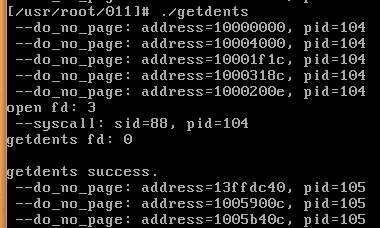 [/usr/root/011]# ./getdents
--do_no_page: address=10000000, pid=104
--do_no_page: address=10004000, pid=104
--do_no_page: address=10001f1c, pid=104
--do_no_page: address=1000318c, pid=104
--do_no_page: address=1000200e, pid=104
open fd: 3
--syscall: sid=88, pid=104
getdents fd: 0
getdents success.
--do_no_page: address=13ffdc40, pid=105
--do_no_page: address=1005900c, pid=105
--do_no_page: address=1005b40c, pid=105